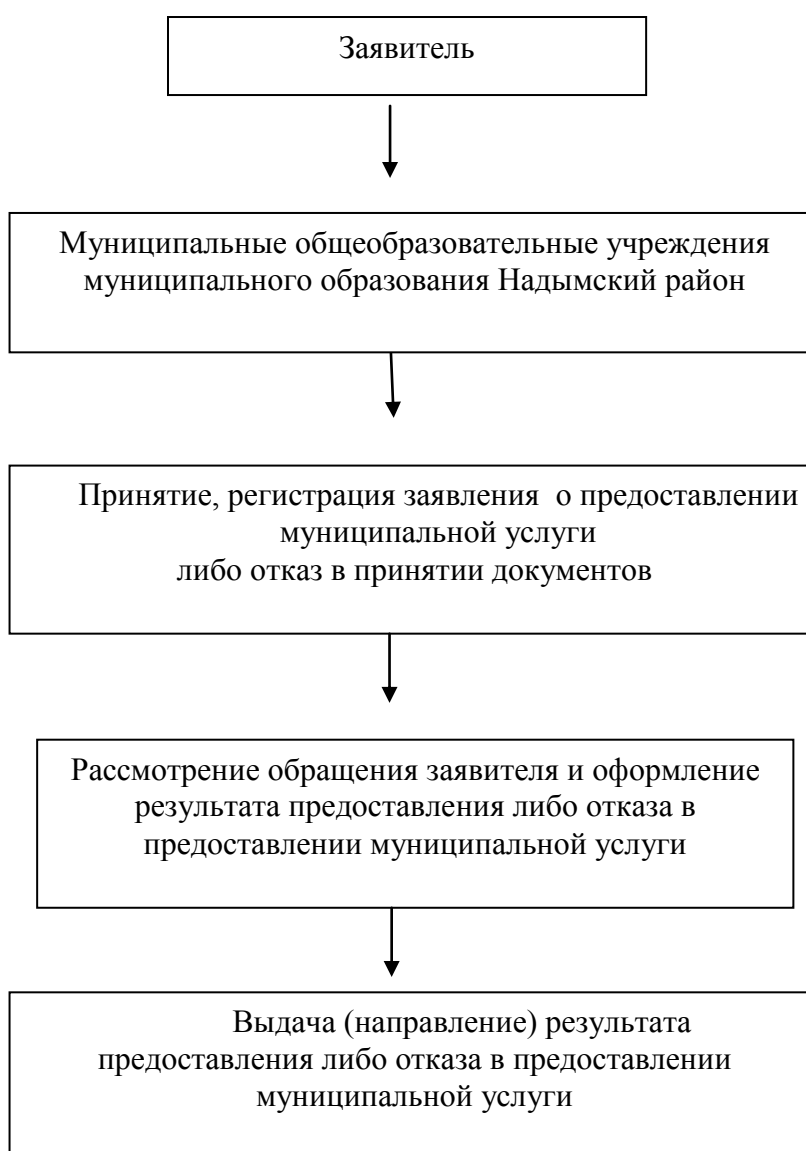 Заявитель
Муниципальные общеобразовательные учреждения
муниципального образования Надымский район
Принятие, регистрация заявления о предоставлении
муниципальной услуги
либо отказ в принятии документов
Рассмотрение обращения заявителя и оформление
результата предоставления либо отказа в
предоставлении муниципальной услуги
Выдача (направление) результата
предоставления либо отказа в предоставлении
муниципальной услуги